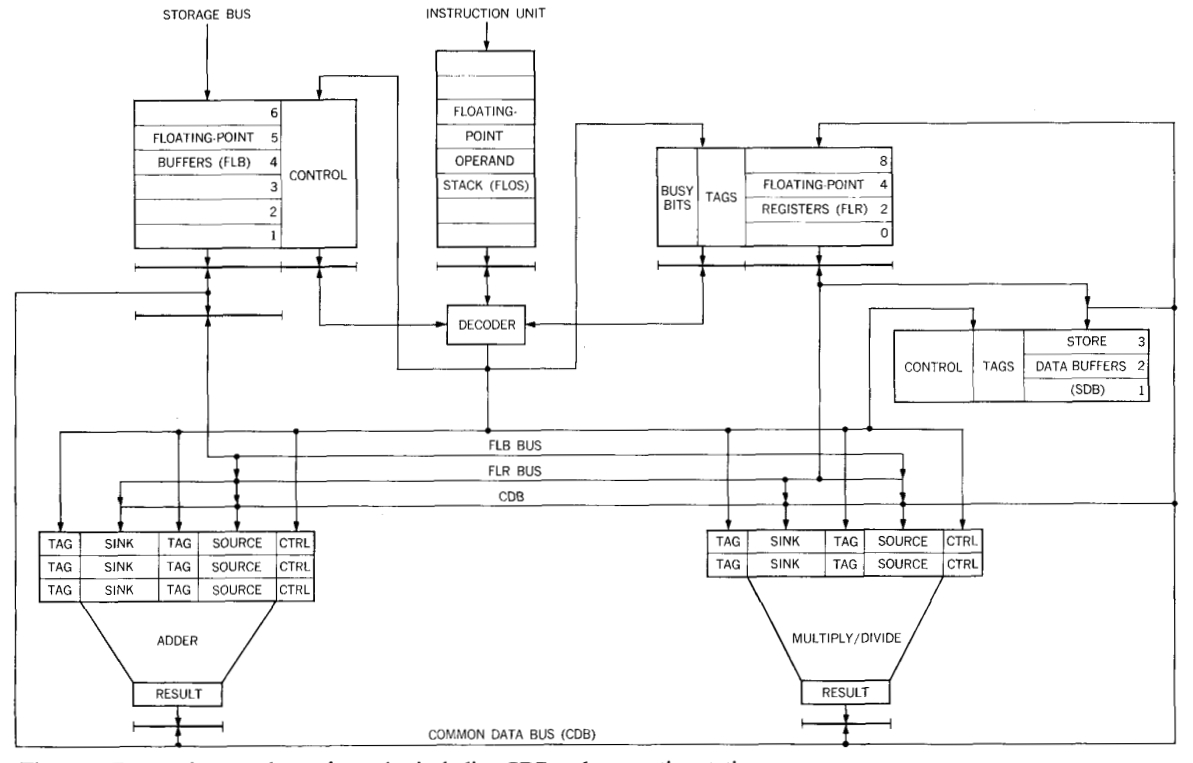 STORAGE BUS
INSTRUCTION UNIT
6
FLOATING-POINT 5
BUFFERS (FLB) 4
3
2
1
CONTROL
FLOATING-
POINT
OPERAND
STACK (FLOS)
BUSY
BITS
TAGS
8
FLOATING-POINT 4
REGISTERS (FLR) 2
0
DECODER
CONTROL
TAGS
STORE 3
DATA BUFFERS 2
(SDB) 1
FLB BUS
FLR BUS
CDB
TAG SINK TAG SOURCE CTRL
TAG SINK TAG SOURCE CTRL
TAG SINK TAG SOURCE CTRL
ADDER
RESULT
TAG SINK TAG SOURCE CTRL
TAG SINK TAG SOURCE CTRL
MULTIPLY/DIVIDE
RESULT
COMMON DATA BUS (CDB)